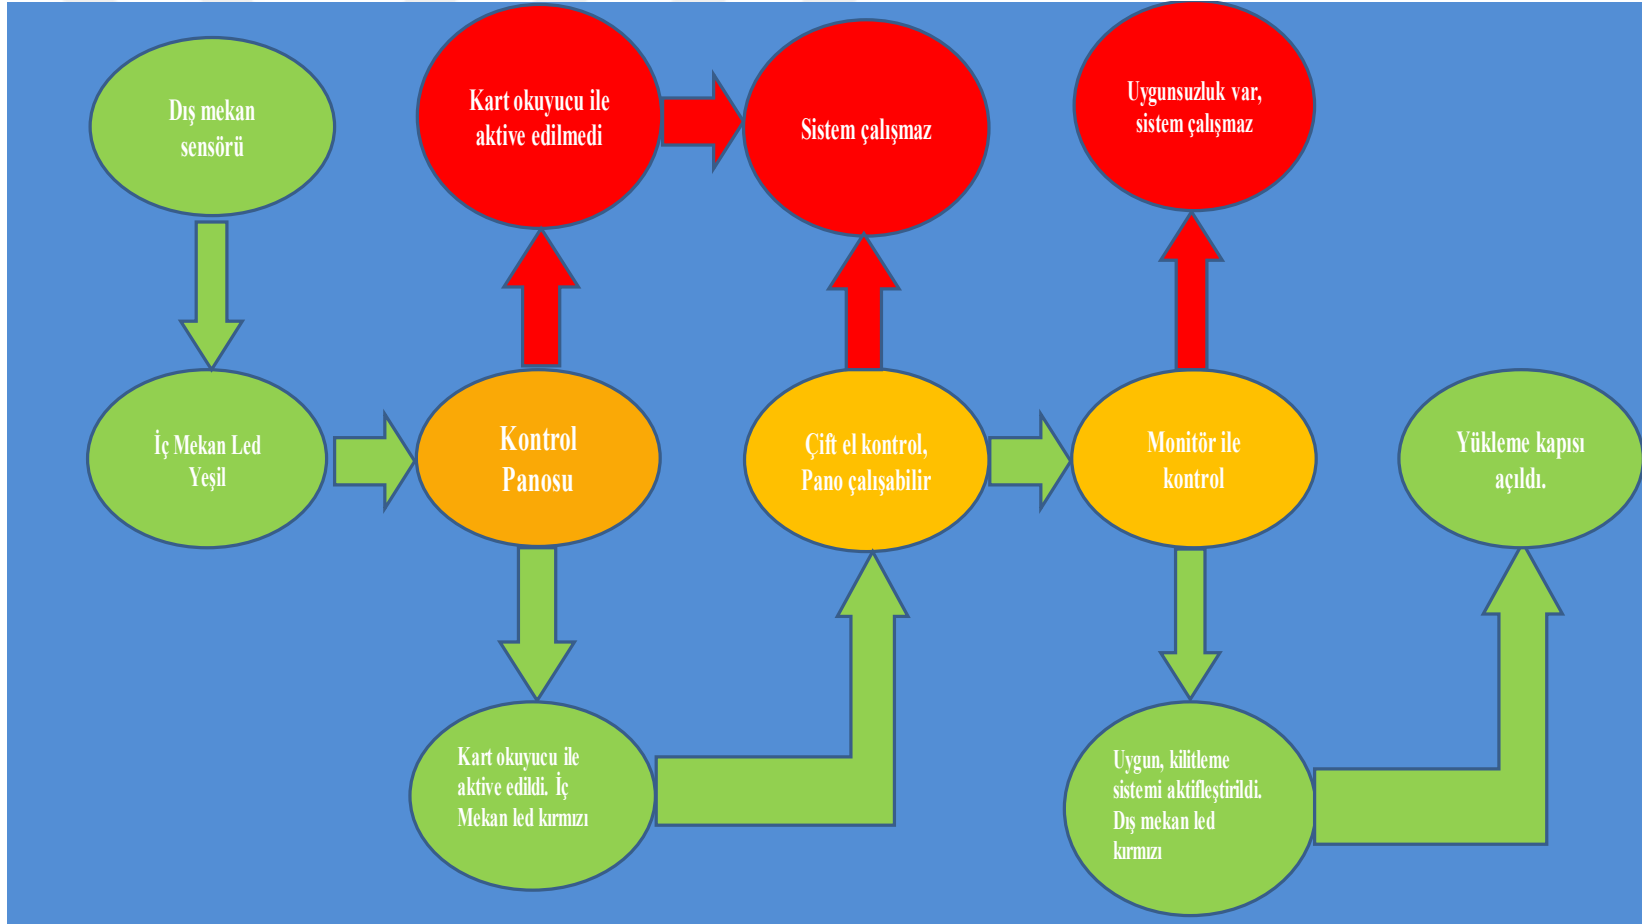 Dış mekan
sensörü
Kart okuyucu ile
aktive edilmedi
Sistem çalışmaz
Uygunsuzluk var,
sistem çalışmaz
İç Mekan Led
Yeşil
Kontrol
Panosu
Çift el kontrol,
Pano çalışabilir
Monitör ile
kontrol
Yükleme kapısı
açıldı.
Kart okuyucu ile
aktive edildi. İç
Mekan led kırmızı
Uygun, kilitleme
sistemi aktifleştirildi.
Dış mekan led
kırmızı